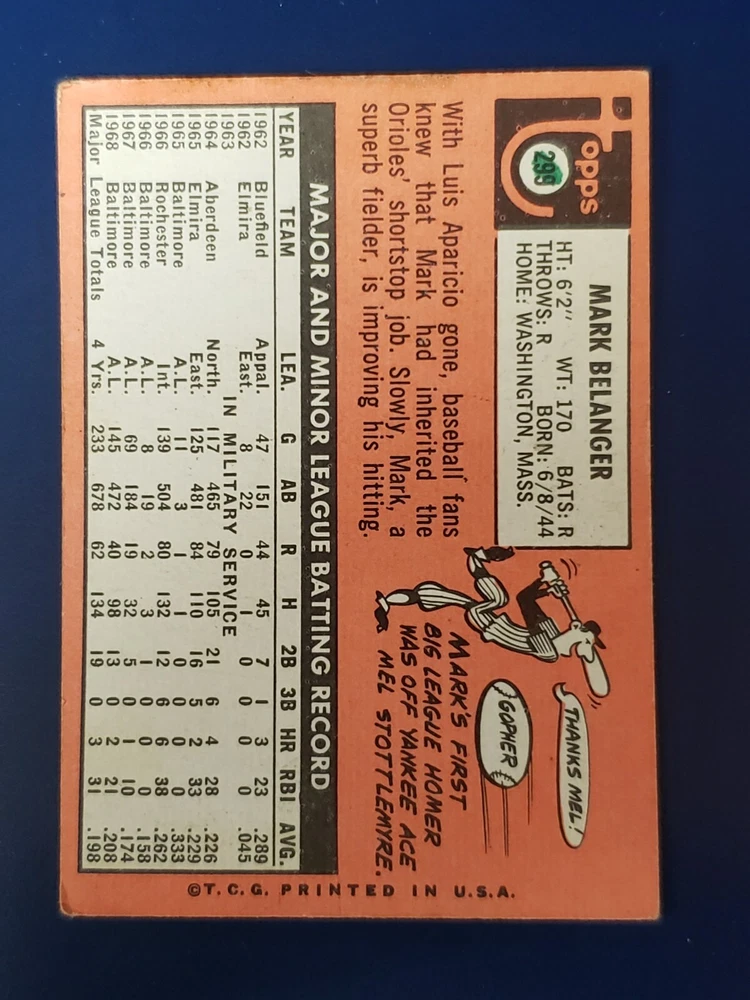 Topps
299
MARK BELANGER
HT: 6'2" WT: 170 BATS: R
THROWS: R BORN: 6/8/44
HOME: WASHINGTON, MASS.
With Luis Aparicio gone, baseball fans
knew that Mark had inherited the
Orioles' shortstop job. Slowly, Mark, a
superb fielder, is improving his hitting.
THANKS MEL!
GOPHER
MARK'S FIRST
BIG LEAGUE HOMER
WAS OFF YANKEE ACE
MEL STOTTLEMYRE.
MAJOR AND MINOR LEAGUE BATTING RECORD
YEAR TEAM LEA. G AB R H 2B 3B HR RBI AVG.
1962 Bluefield Appal. 47 151 44 45 7 1 3 23 .289
1962 Elmira East. 8 22 0 1 0 0 0 0 .045
1963 IN MILITARY SERVICE
1964 Aberdeen North. 117 465 79 105 21 6 4 28 .226
1965 Elmira East. 125 481 84 110 16 5 2 33 .229
1965 Baltimore A.L. 11 3 1 1 0 0 0 0 .333
1966 Rochester Int. 139 504 80 132 12 6 6 38 .262
1966 Baltimore A.L. 8 19 2 3 1 0 0 0 .158
1967 Baltimore A.L. 69 184 19 32 5 0 1 10 .174
1968 Baltimore A.L. 145 472 40 98 13 0 2 21 .208
Major League Totals 4 Yrs. 233 678 62 134 19 0 3 31 .198
©T.C.G. PRINTED IN U.S.A.